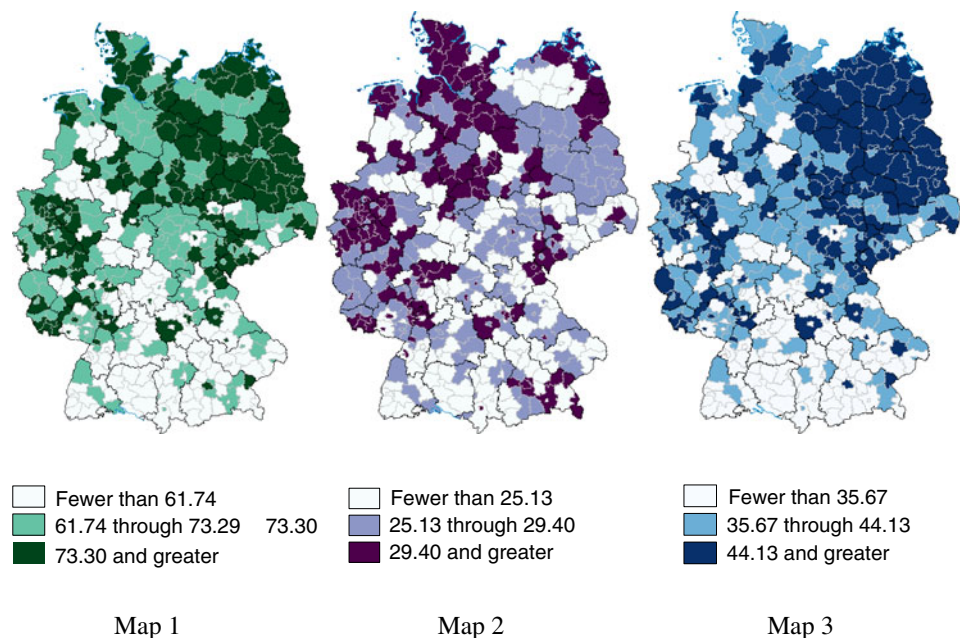 Fewer than 61.74
61.74 through 73.29 73.30
73.30 and greater
Fewer than 25.13
25.13 through 29.40
29.40 and greater
Fewer than 35.67
35.67 through 44.13
44.13 and greater
Map 1
Map 2
Map 3